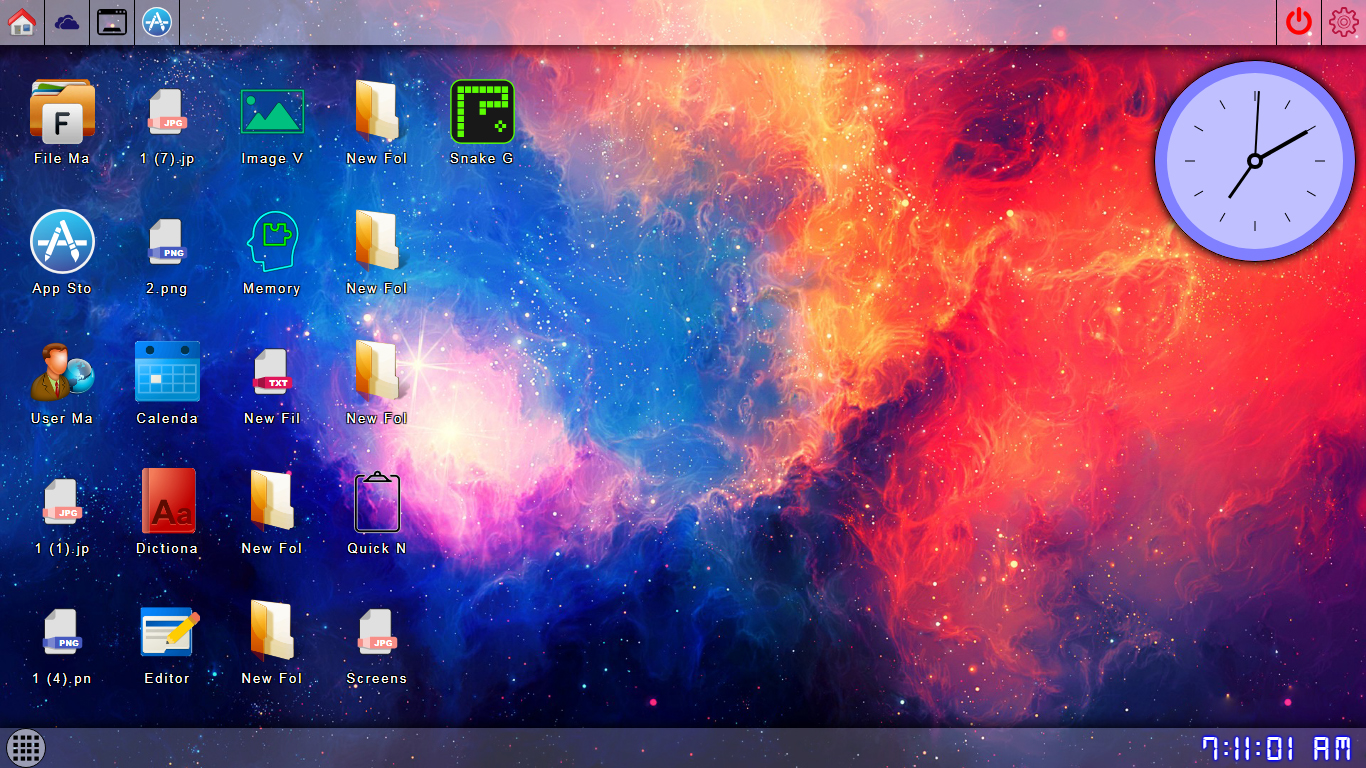 F
JPG
File Ma
1 (7).jp
Image V
New Fol
Snake G
PNG
App Sto
2.png
Memory
New Fol
TXT
User Ma
Calenda
New Fil
New Fol
JPG
Aa
1 (1).jp
Dictiona
New Fol
Quick N
PNG
JPG
1 (4).pn
Editor
New Fol
Screens
7:11:01 AM